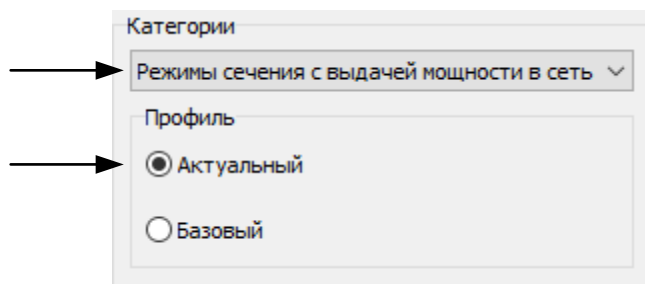 Категории
Режимы сечения с выдачей мощности в сеть
Профиль
Актуальный
Базовый